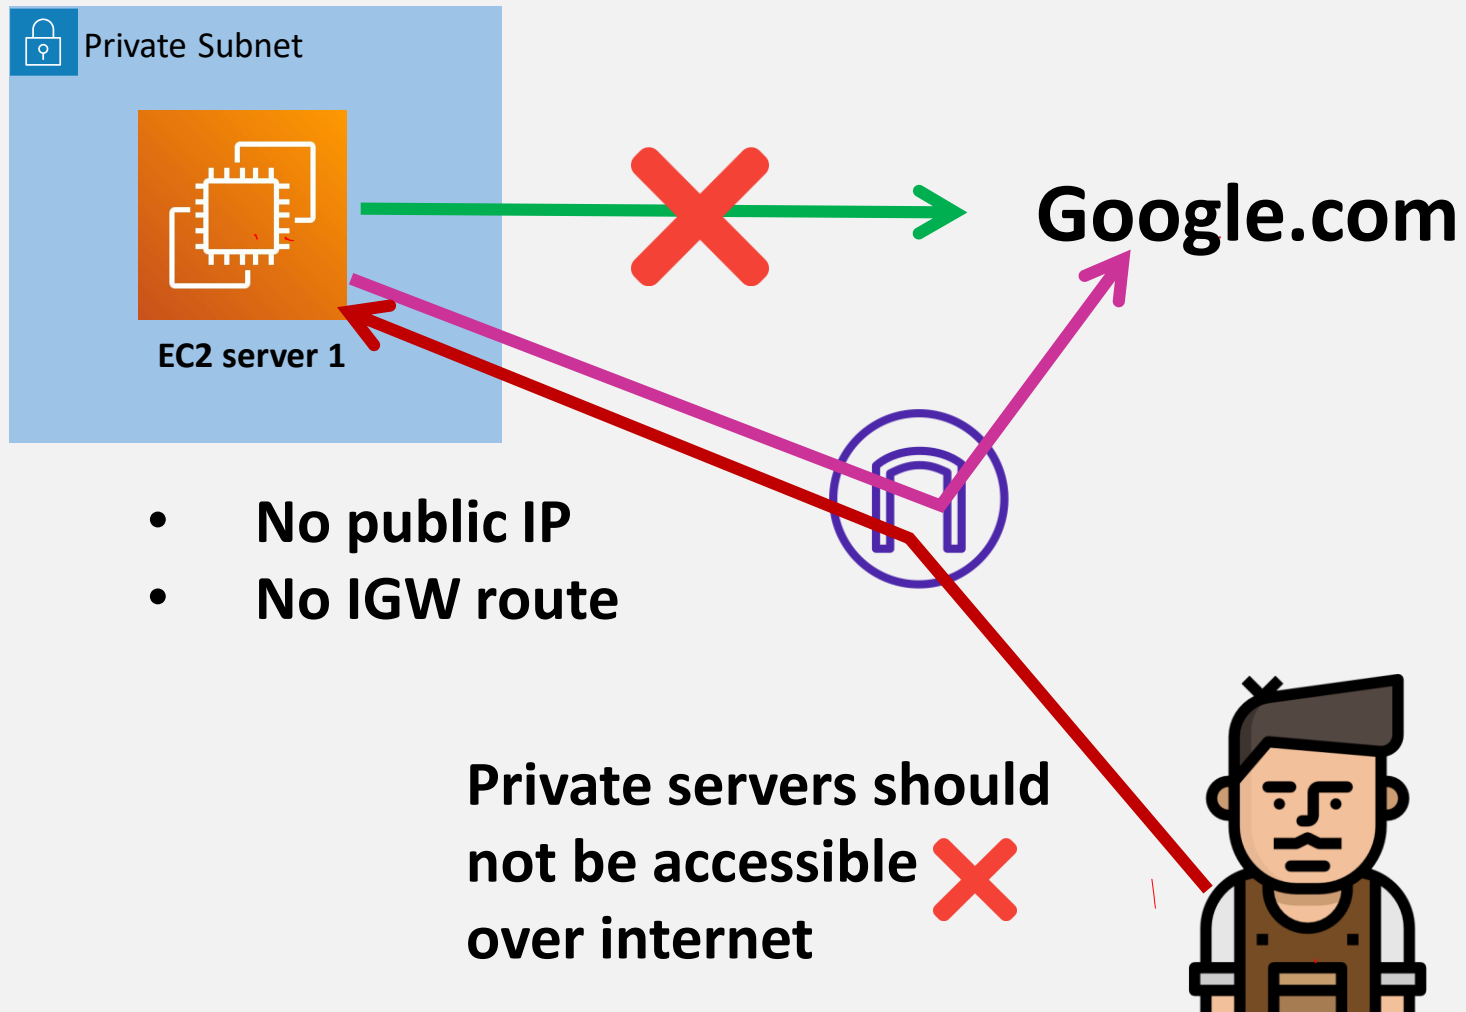 Private Subnet
Google.com
EC2 server 1
• No public IP
• No IGW route
Private servers should
not be accessible
over internet